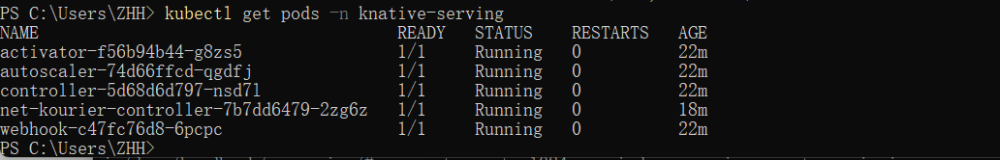 PS C:\Users\ZHH> kubectl get pods -n knative-serving
NAME READY STATUS RESTARTS AGE
activator-f56b94b44-g8zs5 1/1 Running 0 22m
autoscaler-74d66ffcd-qgdfj 1/1 Running 0 22m
controller-5d68d6d797-nsd7l 1/1 Running 0 22m
net-kourier-controller-7b7dd6479-2zg6z 1/1 Running 0 18m
webhook-c47fc76d8-6pcpc 1/1 Running 0 22m
PS C:\Users\ZHH>